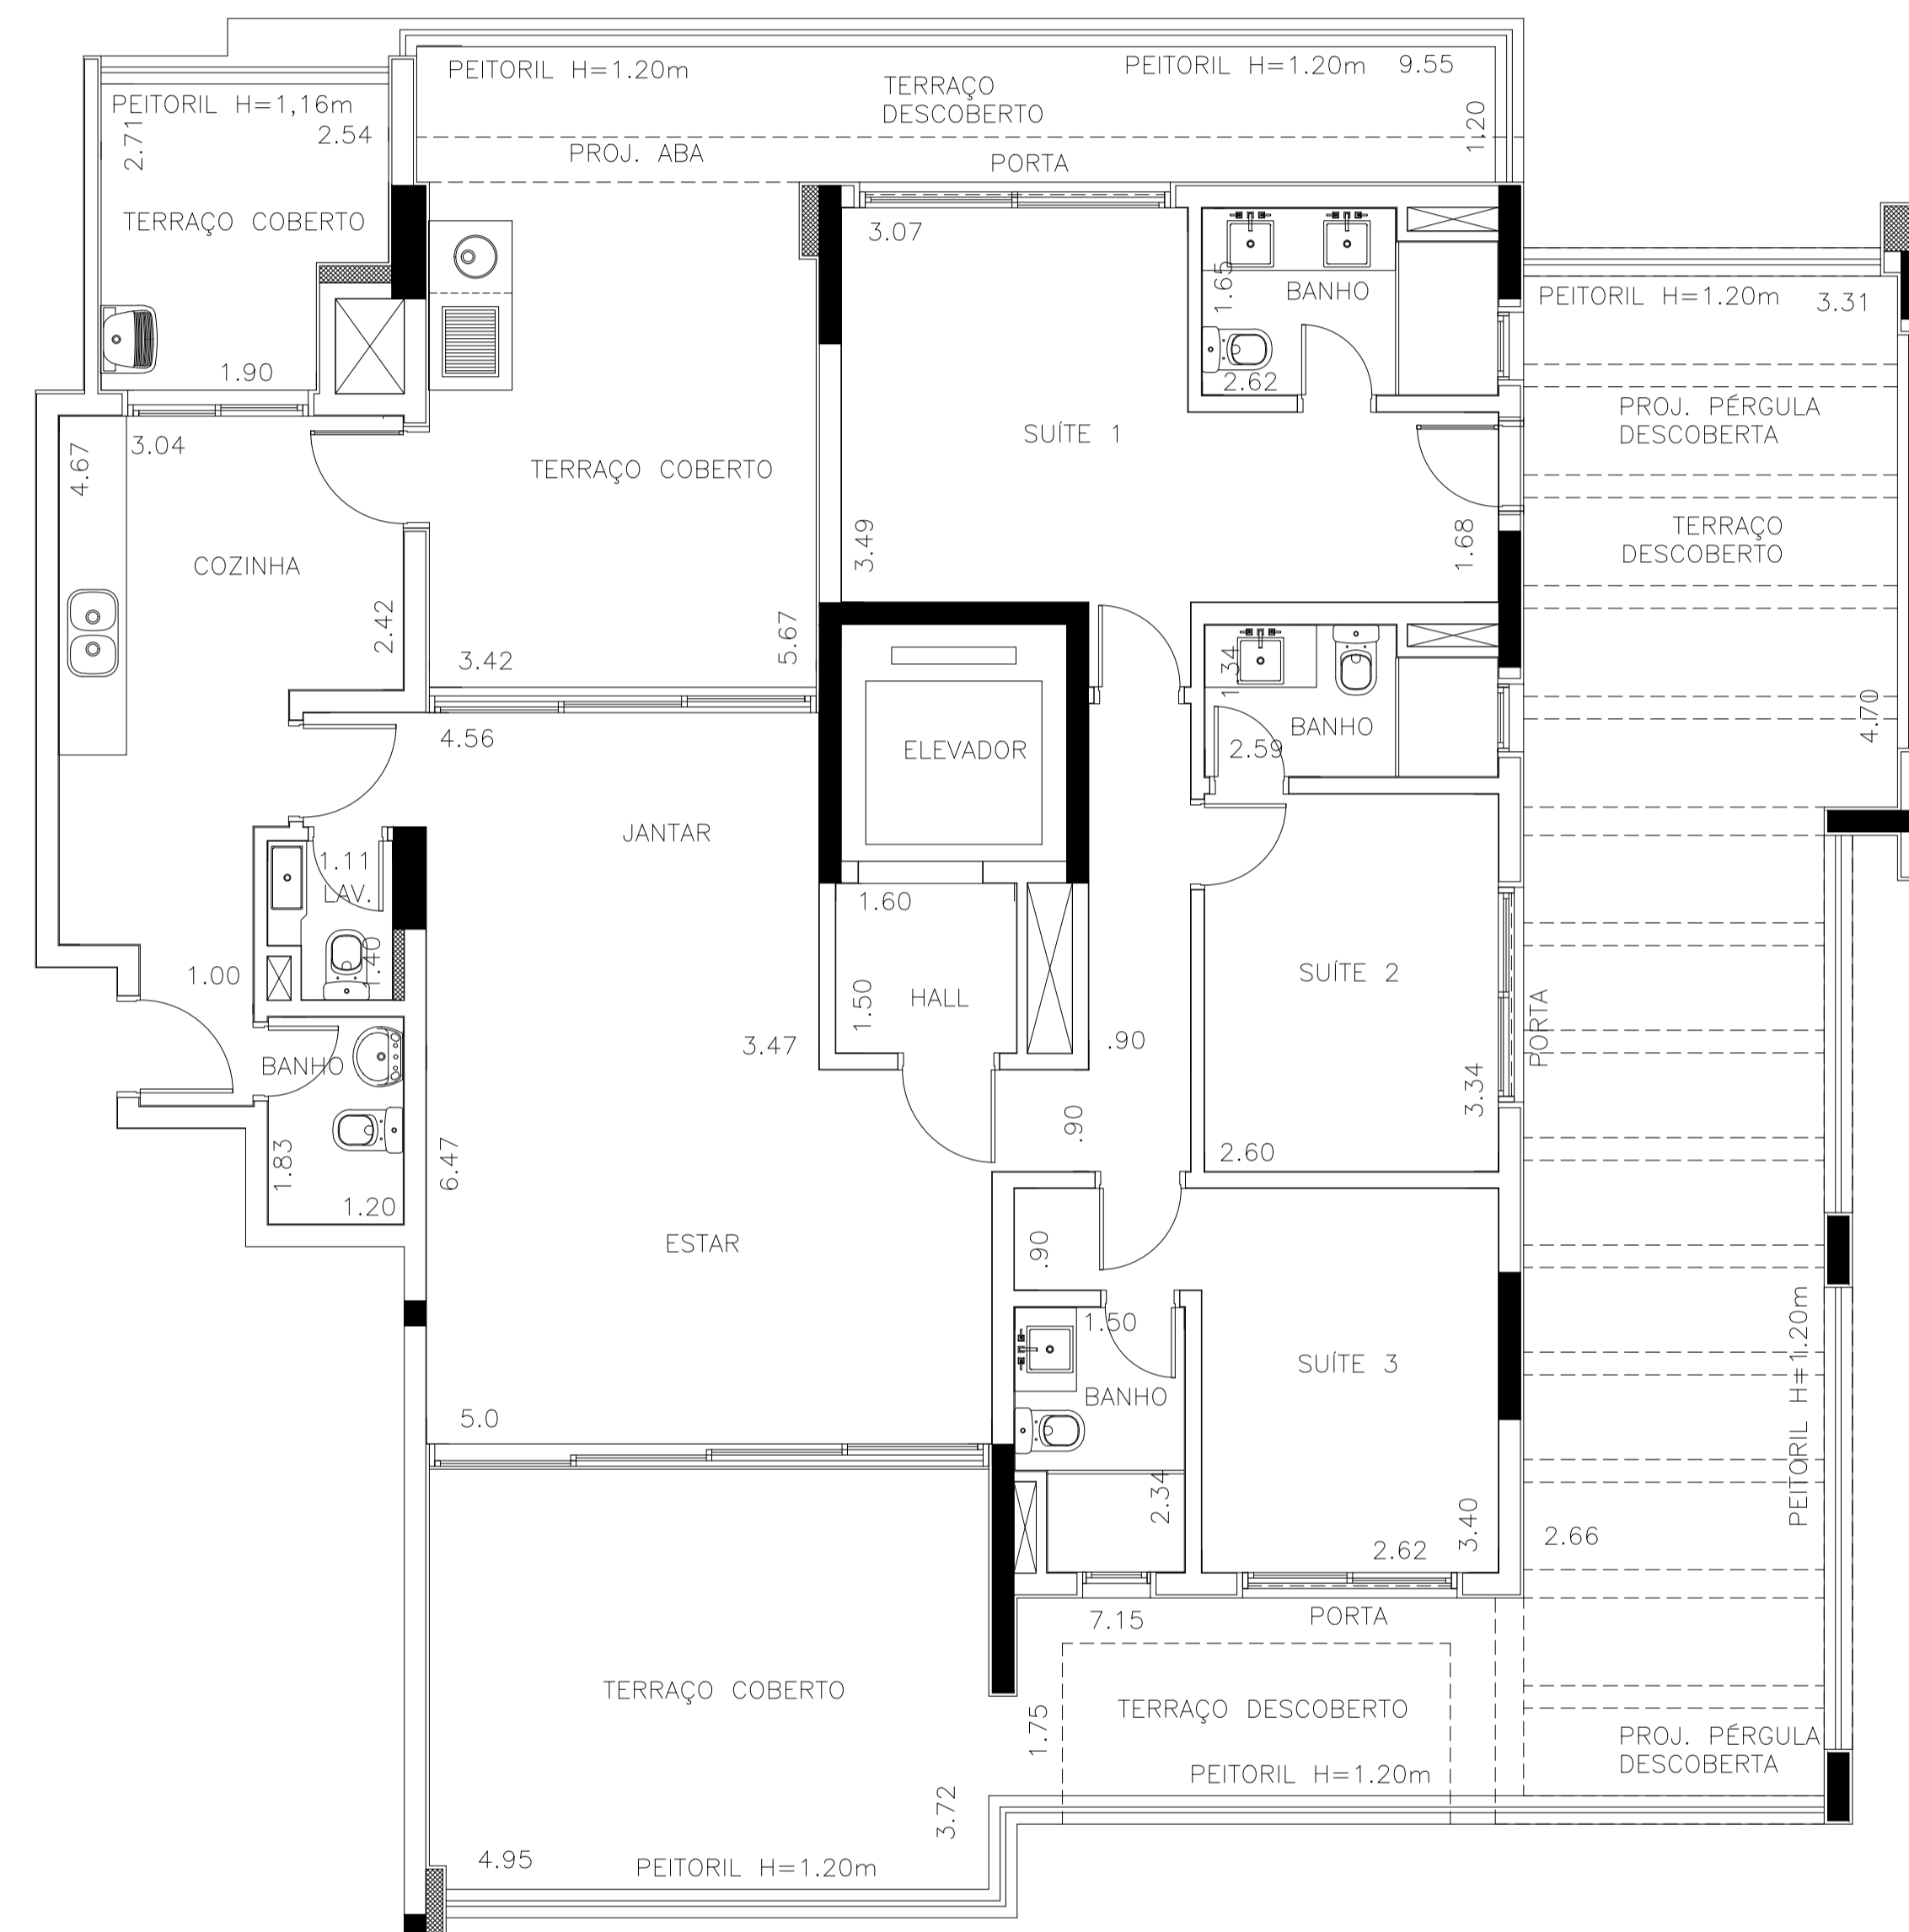 PEITORIL H=1.20m
PEITORIL H=1.20m 9.55
TERRAÇO
DESCOBERTO
1.20
PROJ. ABA
PORTA
PEITORIL H=1,16m
2.71
2.54
TERRAÇO COBERTO
1.90
3.07
1.65
BANHO
2.62
PEITORIL H=1.20m 3.31
PROJ. PÉRGULA
DESCOBERTA
TERRAÇO
DESCOBERTO
4.70
4.67
3.04
COZINHA
2.42
TERRAÇO COBERTO
3.42
5.67
SUÍTE 1
3.49
1.68
1.34
BANHO
2.59
4.56
JANTAR
ELEVADOR
1.60
1.50
HALL
1.11
LAV.
1.40
1.00
BANHO
1.83
1.20
3.47
6.47
ESTAR
5.0
.90
.90
SUÍTE 2
3.34
2.60
PORTA
.90
1.50
BANHO
2.34
SUÍTE 3
3.40
2.62
2.66
PEITORIL H=1.20m
7.15
PORTA
TERRAÇO COBERTO
3.72
4.95
PEITORIL H=1.20m
1.75
TERRAÇO DESCOBERTO
PEITORIL H=1.20m
PROJ. PÉRGULA
DESCOBERTA